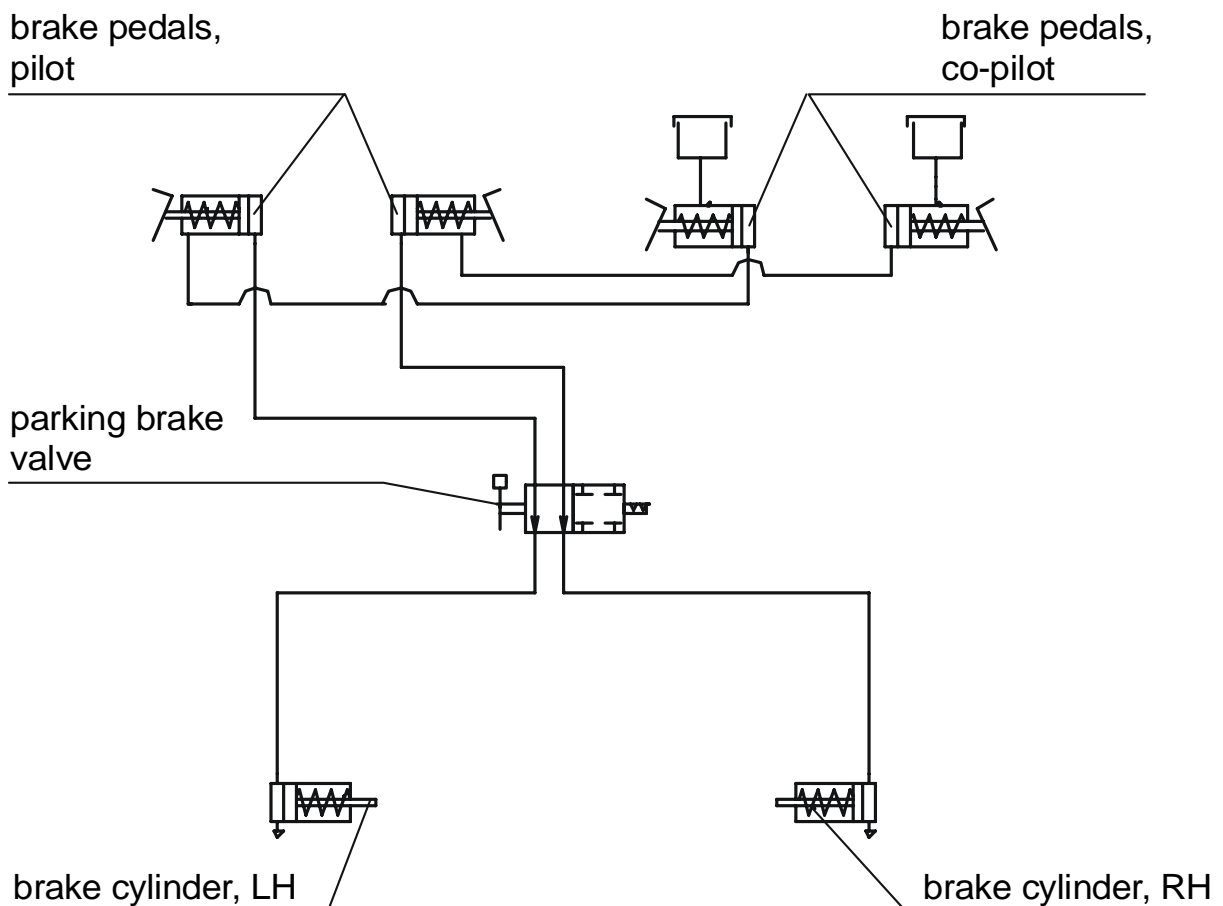 brake pedals,
pilot
brake pedals,
co-pilot
parking brake
valve
brake cylinder, LH
brake cylinder, RH